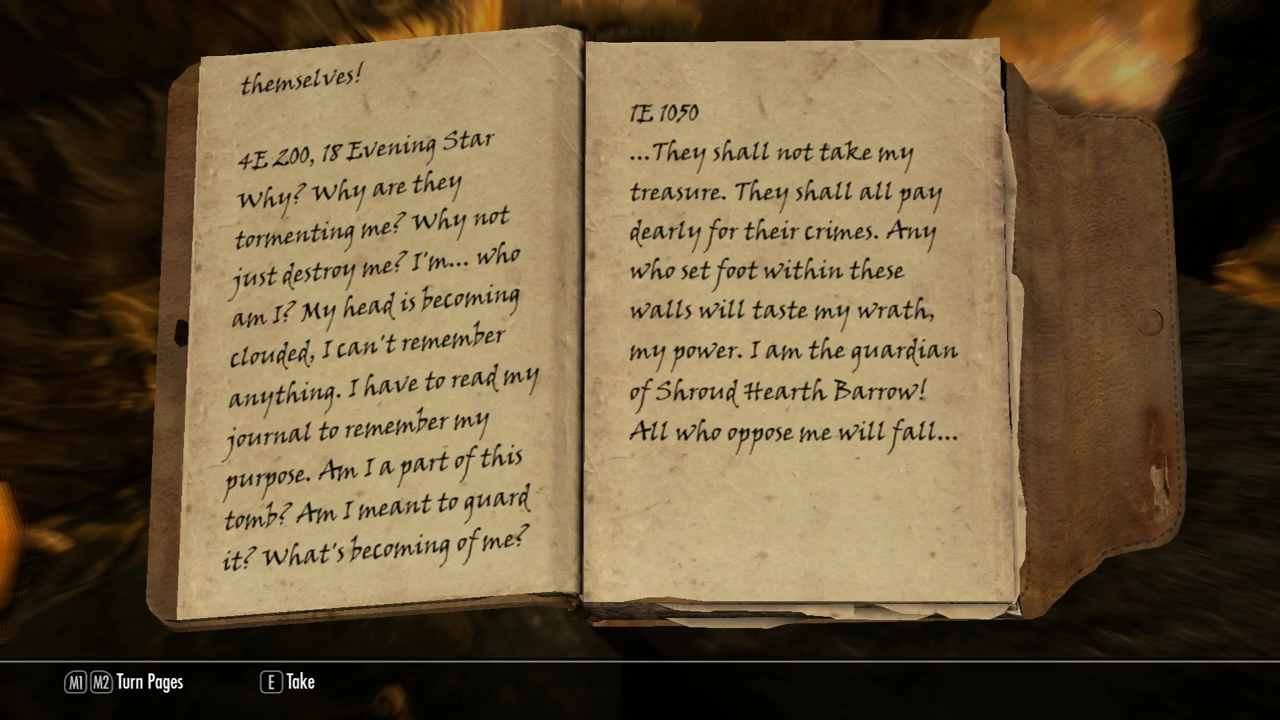 themselves!
4E 200, 18 Evening Star
Why? Why are they
tormenting me? Why not
just destroy me? I'm... who
am I? My head is becoming
clouded, I can't remember
anything. I have to read my
journal to remember my
purpose. Am I a part of this
tomb? Am I meant to guard
it? What's becoming of me?
1E 1050
...They shall not take my
treasure. They shall all pay
dearly for their crimes. Any
who set foot within these
walls will taste my wrath,
my power. I am the guardian
of Shroud Hearth Barrow!
All who oppose me will fall...
M1 M2 Turn Pages
E Take